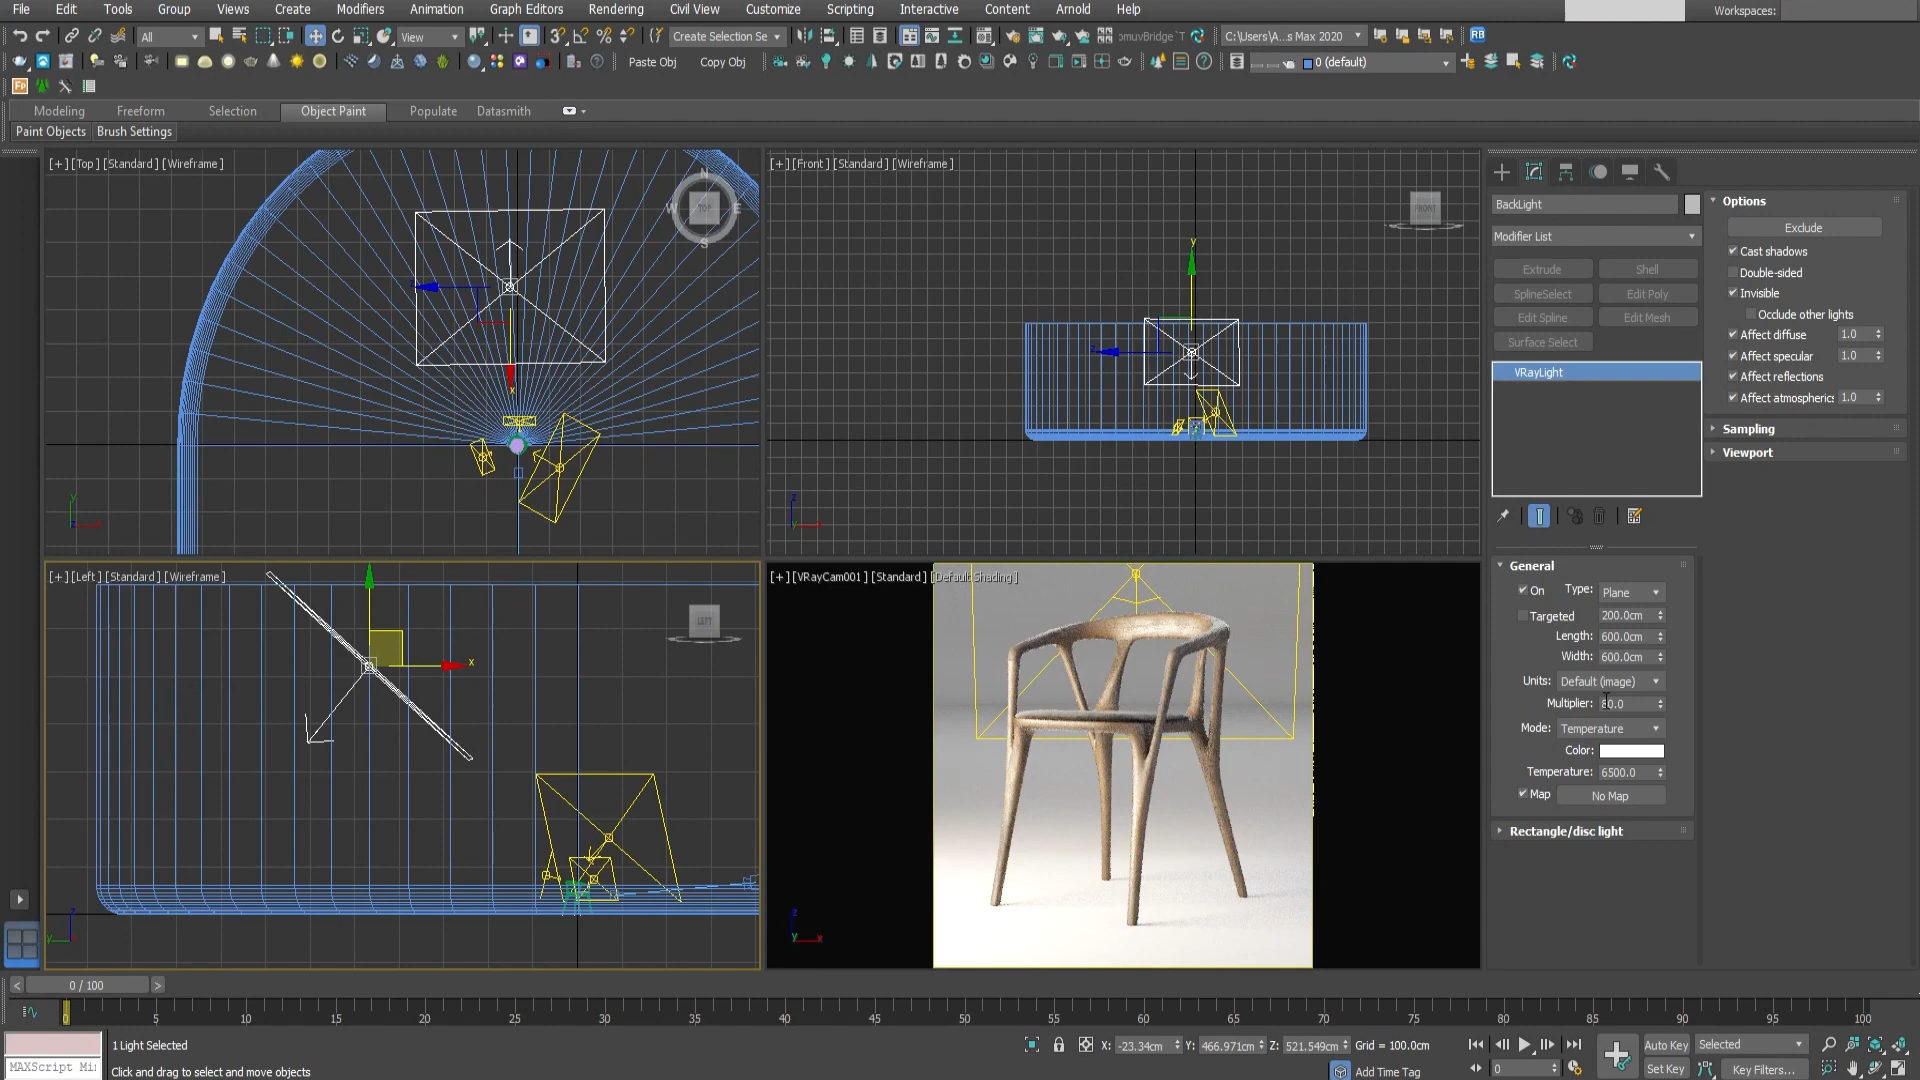 File Edit Tools Group Views Create Modifiers Animation Graph Editors Rendering Civil View Customize Scripting Interactive Content Arnold Help Workspaces:
All View Create Selection Se C:\Users\A...s Max 2020 RB
Paste Obj Copy Obj 0 (default)
Fp
Modeling Freeform Selection Object Paint Populate Datasmith
Paint Objects Brush Settings
[+] [Top] [Standard] [Wireframe]
N
W TOP E
S
x
y
z
[+] [Front] [Standard] [Wireframe]
FRONT
y
z
[+] [Left] [Standard] [Wireframe]
LEFT
x
z
y
[+] [VRayCam001] [Standard] [Default Shading]
z
y
BackLight
Modifier List
Extrude Shell
SplineSelect Edit Poly
Edit Spline Edit Mesh
Surface Select
VRayLight
General
On Type: Plane
Targeted 200.0cm
Length: 600.0cm
Width: 600.0cm
Units: Default (image)
Multiplier:
Mode: Temperature
Color:
Temperature: 6500.0
Map No Map
Rectangle/disc light
Options
Exclude
Cast shadows
Double-sided
Invisible
Occlude other lights
Affect diffuse 1.0
Affect specular 1.0
Affect reflections
Affect atmospherics 1.0
Sampling
Viewport
< 0 / 100 >
0 5 10 15 20 25 30 35 40 45 50 55 60 65 70 75 80 85 90 95 100
1 Light Selected X: -23.34cm Y: 466.971cm Z: 521.549cm Grid = 100.0cm Auto Key Selected
MAXScript Mi Click and drag to select and move objects Add Time Tag 0 Set Key Key Filters...